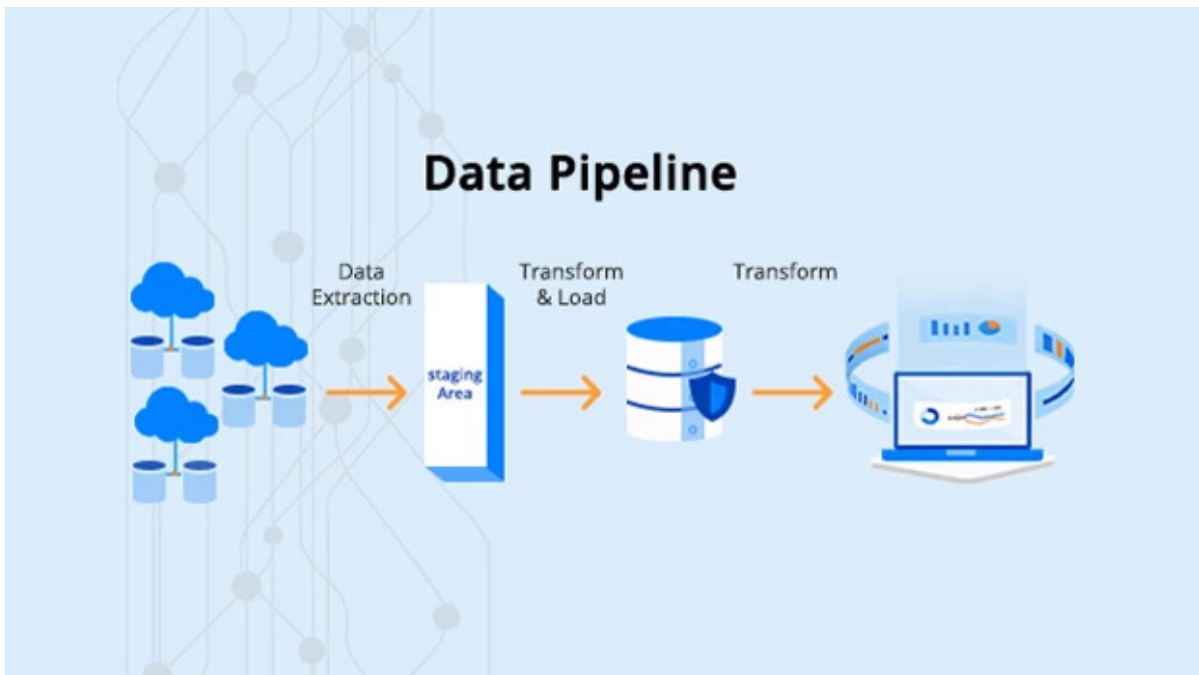 Data Pipeline
Data
Extraction
Transform
& Load
Transform
staging
Area